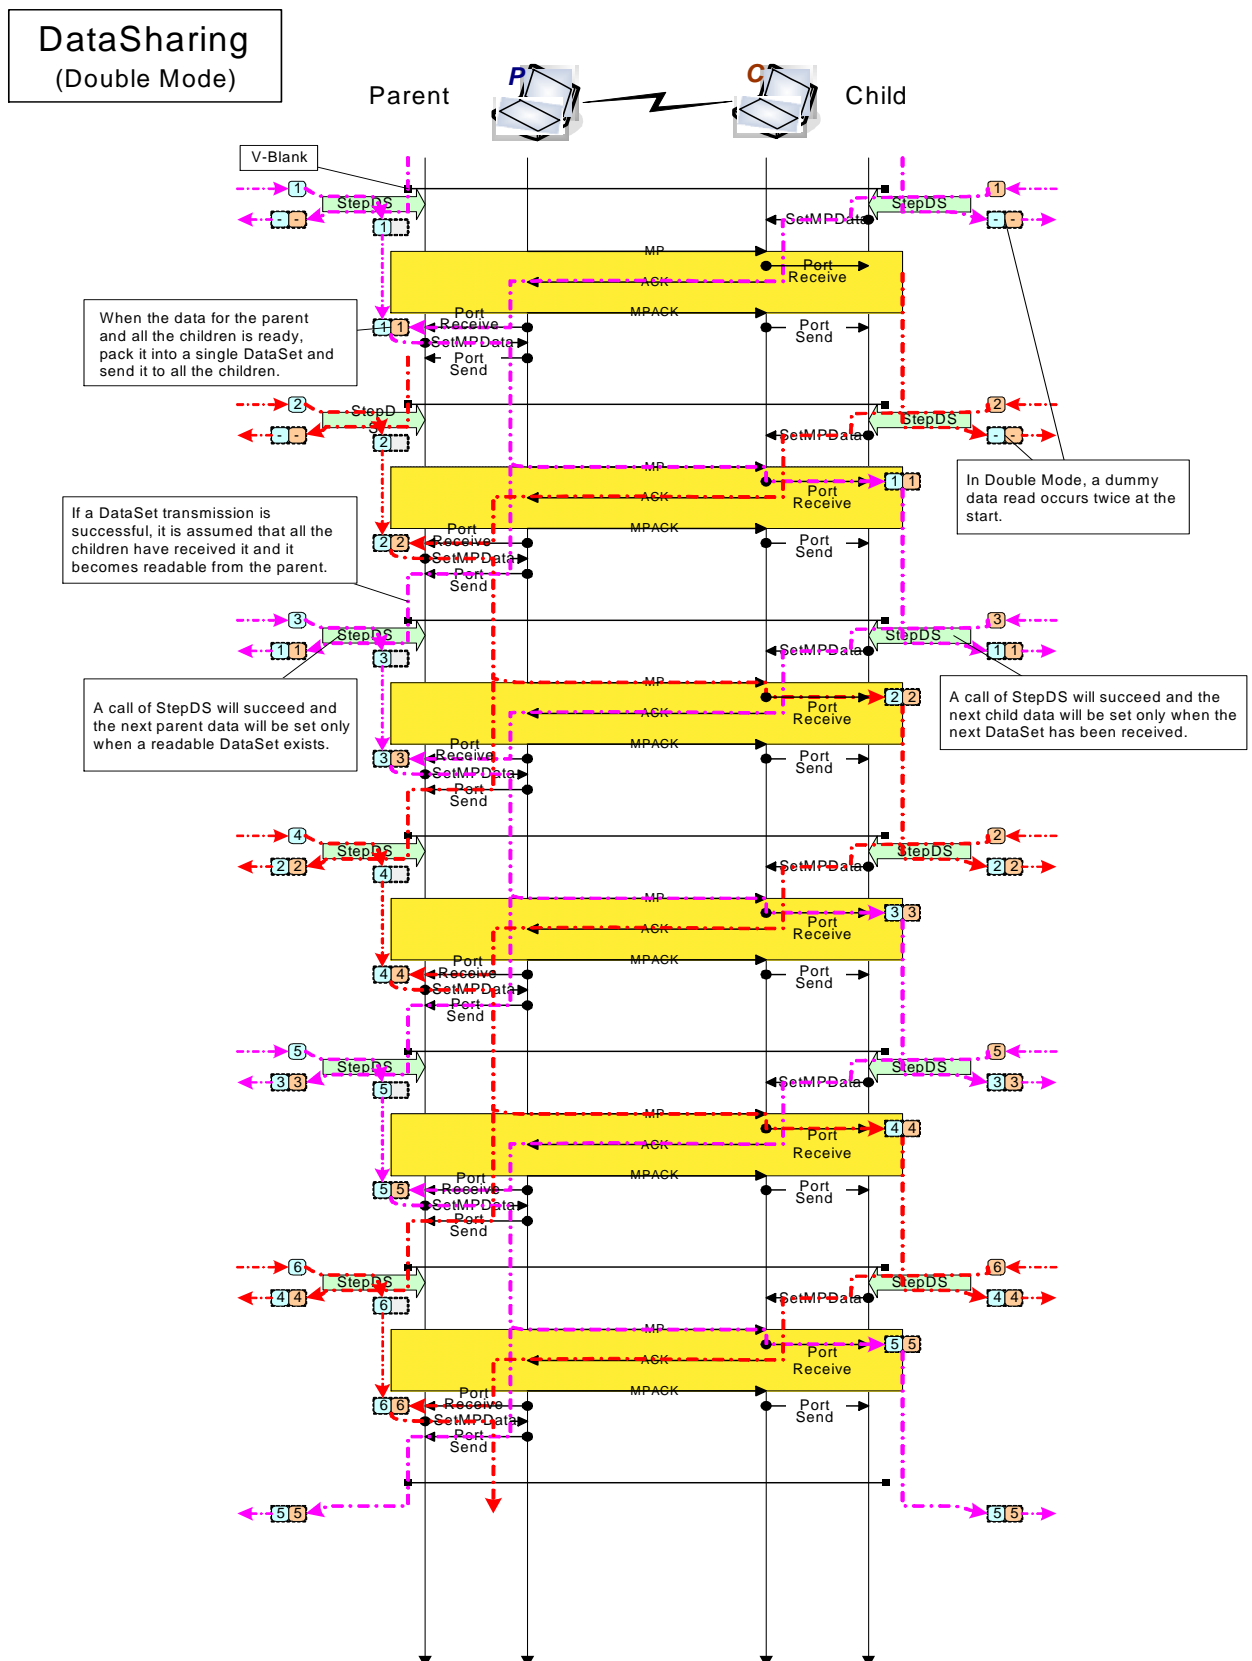 DataSharing
(Double Mode)
Parent
P
C
Child
V-Blank
1
1
StepDS
StepDS
- -
- -
1
SetMPData
MP
Port
Receive
ACK
When the data for the parent
and all the children is ready,
pack it into a single DataSet and
send it to all the children.
MPACK
Port
Receive
1 1
Port
Send
SetMPData
Port
Send
2
2
StepD
S
StepDS
- -
- -
2
SetMPData
In Double Mode, a dummy
data read occurs twice at the
start.
MP
1 1
Port
Receive
ACK
If a DataSet transmission is
successful, it is assumed that all the
children have received it and it
becomes readable from the parent.
MPACK
Port
Receive
2 2
Port
Send
SetMPData
Port
Send
3
3
StepDS
StepDS
1 1
1 1
3
SetMPData
MP
2 2
Port
Receive
ACK
A call of StepDS will succeed and
the next parent data will be set only
when a readable DataSet exists.
A call of StepDS will succeed and the
next child data will be set only when the
next DataSet has been received.
MPACK
Port
Receive
3 3
Port
Send
SetMPData
Port
Send
4
2
StepDS
StepDS
2 2
2 2
4
SetMPData
MP
3 3
Port
Receive
ACK
MPACK
Port
Receive
4 4
Port
Send
SetMPData
Port
Send
5
5
StepDS
StepDS
3 3
3 3
5
SetMPData
MP
4 4
Port
Receive
ACK
MPACK
Port
Receive
5 5
Port
Send
SetMPData
Port
Send
6
6
StepDS
StepDS
4 4
4 4
6
SetMPData
MP
5 5
Port
Receive
ACK
MPACK
Port
Receive
6 6
Port
Send
SetMPData
Port
Send
5 5
5 5